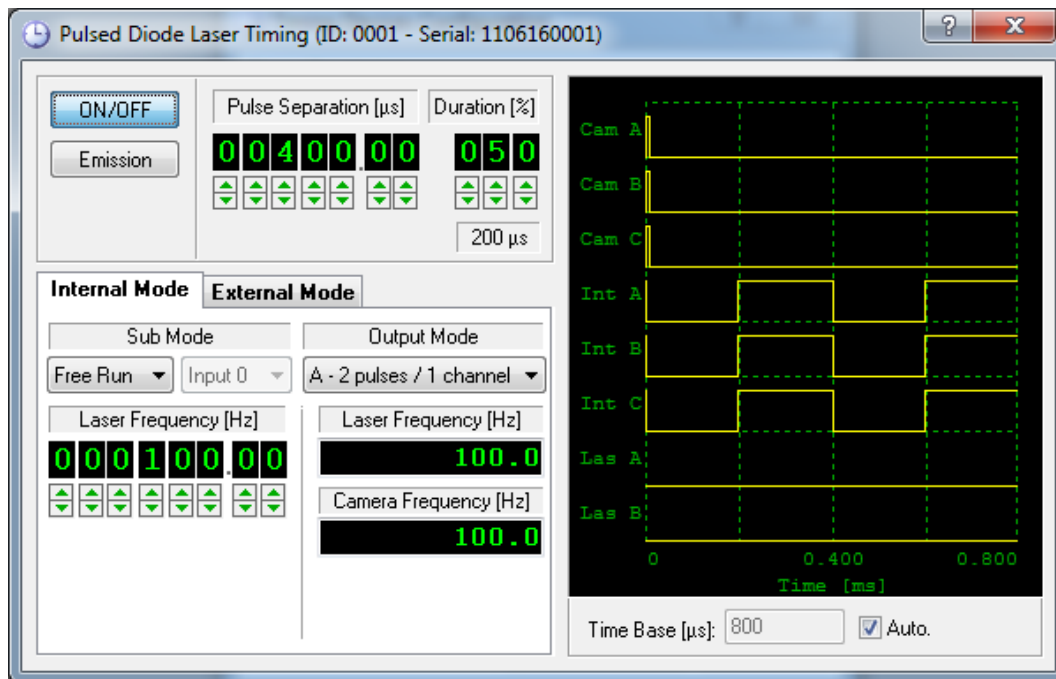 Pulsed Diode Laser Timing (ID: 0001 - Serial: 1106160001)
ON/OFF
Emission
Pulse Separation [µs]
00400.00
Duration [%]
050
200 µs
Internal Mode
External Mode
Sub Mode
Free Run
Input 0
Output Mode
A - 2 pulses / 1 channel
Laser Frequency [Hz]
000100.00
Laser Frequency [Hz]
100.0
Camera Frequency [Hz]
100.0
Cam A
Cam B
Cam C
Int A
Int B
Int C
Las A
Las B
0 0.400 0.800
Time [ms]
Time Base [µs]: 800
Auto.